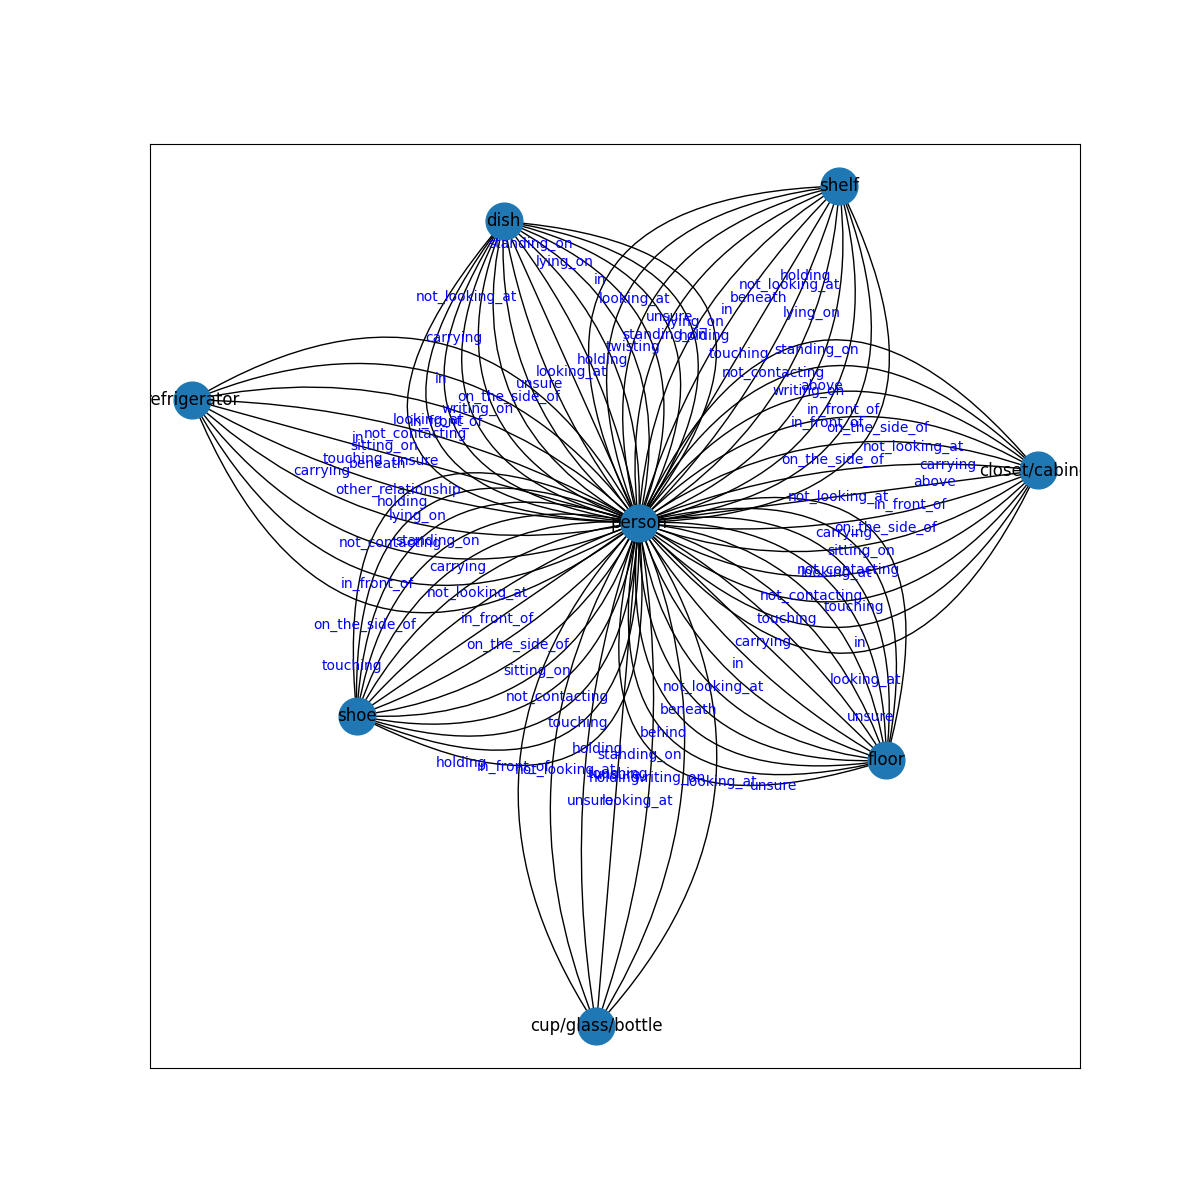 shelf
dish
standing_on
lying_on
in
holding
not_looking_at
looking_at
not_looking_at
beneath
in
lying_on
unsure
lying_on
carrying
standing_on
holding
twisting
standing_on
touching
holding
looking_at
not_contacting
in
unsure
above
writing_on
on_the_side_of
refrigerator
writing_on
in_front_of
looking_at
in_front_of
in_front_of
on_the_side_of
not_contacting
in
sitting_on
not_looking_at
touching
beneath
unsure
on_the_side_of
carrying
carrying
closet/cabin
above
other_relationship
not_looking_at
holding
in_front_of
lying_on
person
on_the_side_of
carrying
not_contacting
standing_on
sitting_on
carrying
not_contacting
looking_at
in_front_of
not_looking_at
not_contacting
touching
in_front_of
touching
on_the_side_of
carrying
in
on_the_side_of
touching
in
sitting_on
looking_at
not_looking_at
not_contacting
beneath
shoe
unsure
touching
behind
holding
standing_on
floor
holding
in_front_of
not_looking_at
touching
holding
writing_on
looking_at
unsure
unsure
looking_at
cup/glass/bottle